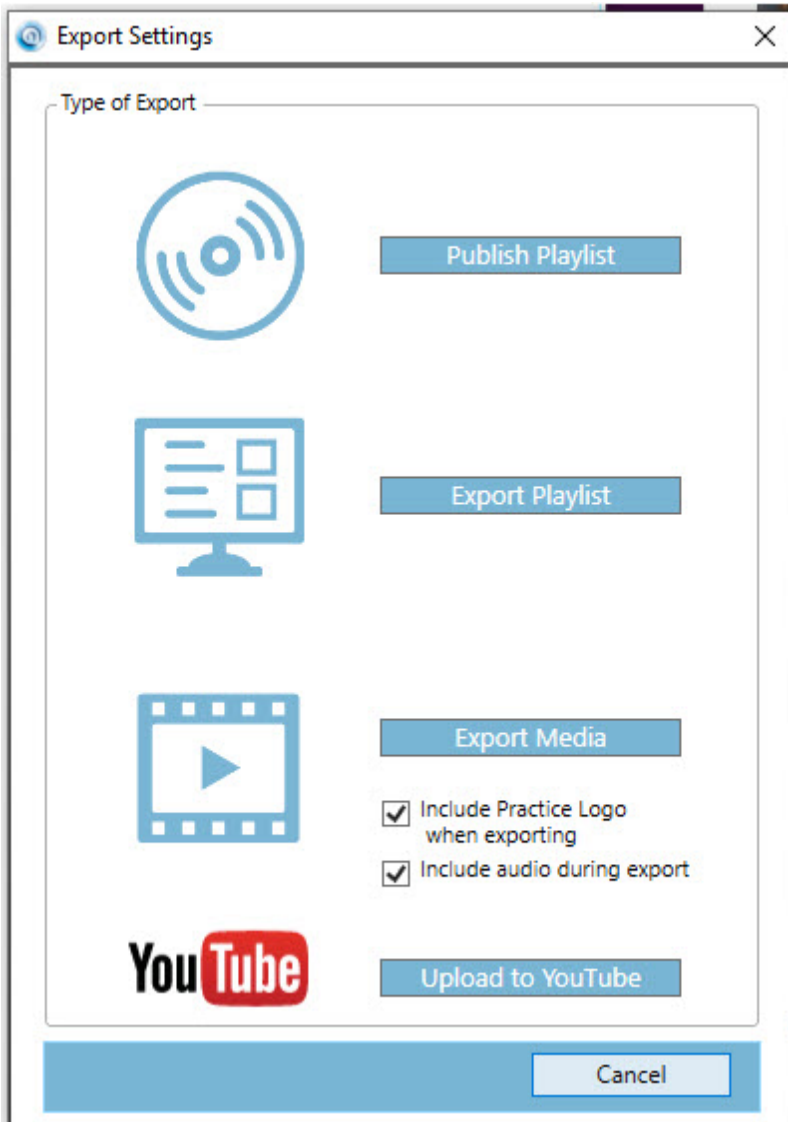 Export Settings
Type of Export
Publish Playlist
Export Playlist
Export Media
Include Practice Logo
when exporting
Include audio during export
YouTube
Upload to YouTube
Cancel